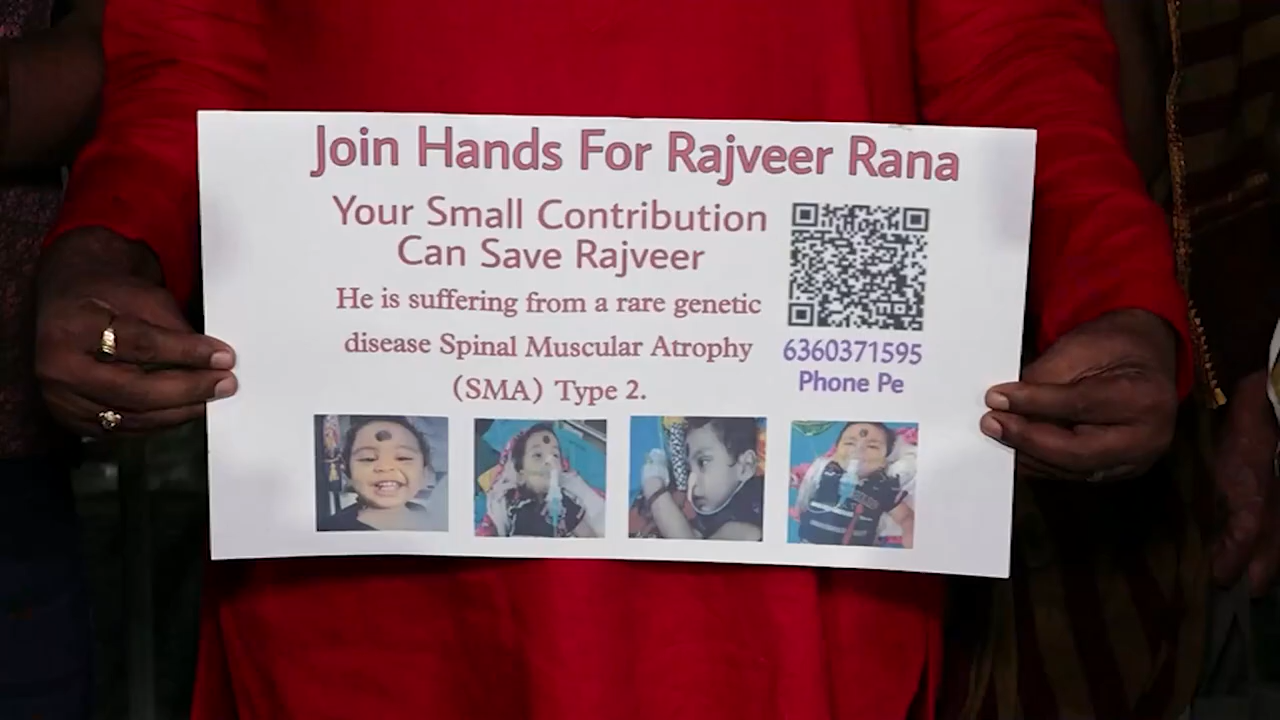 Join Hands For Rajveer Rana
Your Small Contribution
Can Save Rajveer
He is suffering from a rare genetic
disease Spinal Muscular Atrophy
(SMA) Type 2.
6360371595
Phone Pe